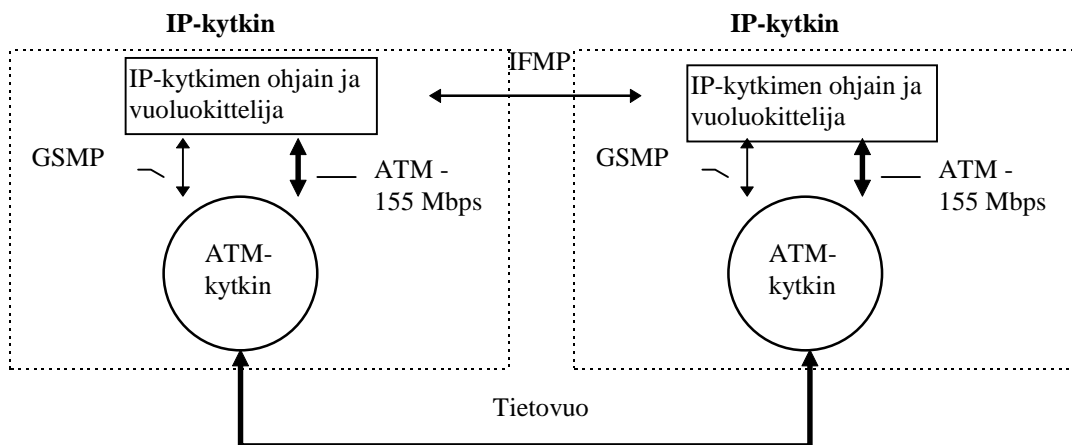 IP-kytkin
IP-kytkin
IFMP
IP-kytkimen ohjain ja
vuoluokittelija
IP-kytkimen ohjain ja
vuoluokittelija
GSMP
ATM -
155 Mbps
GSMP
ATM -
155 Mbps
ATM-
kytkin
ATM-
kytkin
Tietovuo